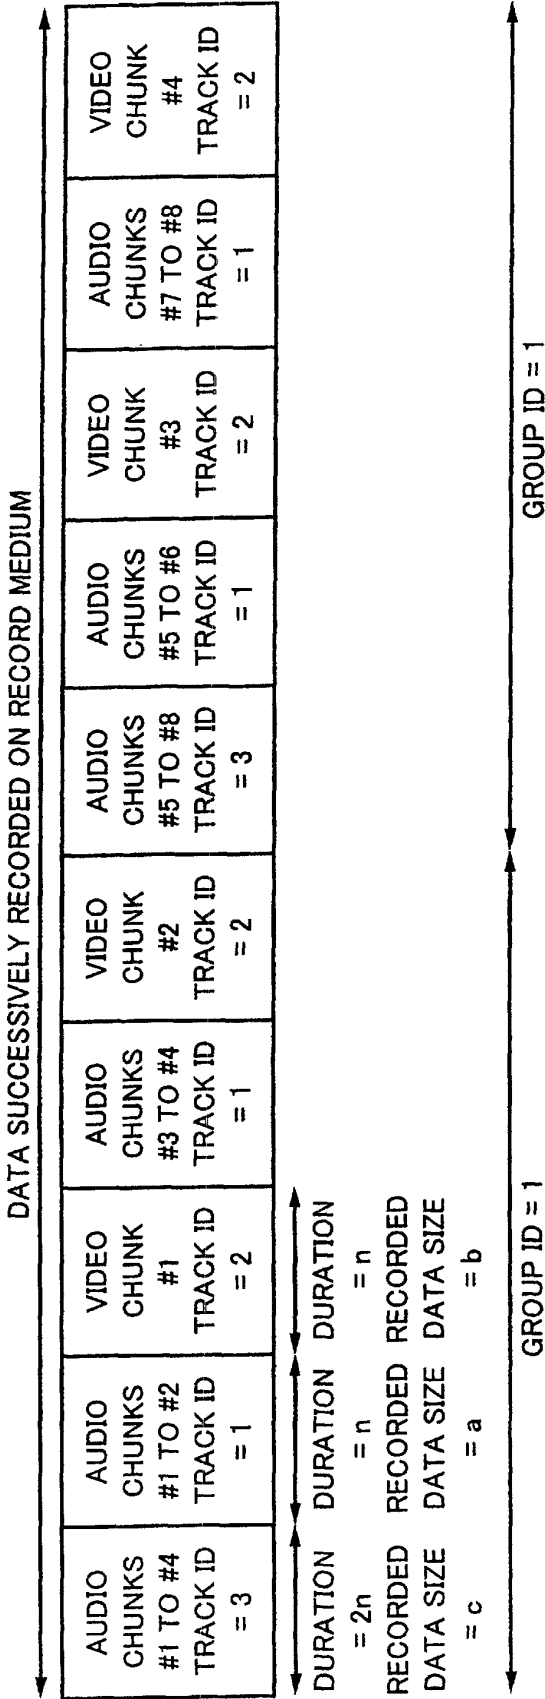 DATA SUCCESSIVELY RECORDED ON RECORD MEDIUM
AUDIO
CHUNKS
#1 TO #4
TRACK ID
= 3
AUDIO
CHUNKS
#1 TO #2
TRACK ID
= 1
VIDEO
CHUNK
#1
TRACK ID
= 2
AUDIO
CHUNKS
#3 TO #4
TRACK ID
= 1
VIDEO
CHUNK
#2
TRACK ID
= 2
AUDIO
CHUNKS
#5 TO #8
TRACK ID
= 3
AUDIO
CHUNKS
#5 TO #6
TRACK ID
= 1
VIDEO
CHUNK
#3
TRACK ID
= 2
AUDIO
CHUNKS
#7 TO #8
TRACK ID
= 1
VIDEO
CHUNK
#4
TRACK ID
= 2
DURATION
= 2n
RECORDED
DATA SIZE
= c
DURATION
= n
RECORDED
DATA SIZE
= a
DURATION
= n
RECORDED
DATA SIZE
= b
GROUP ID = 1
GROUP ID = 1